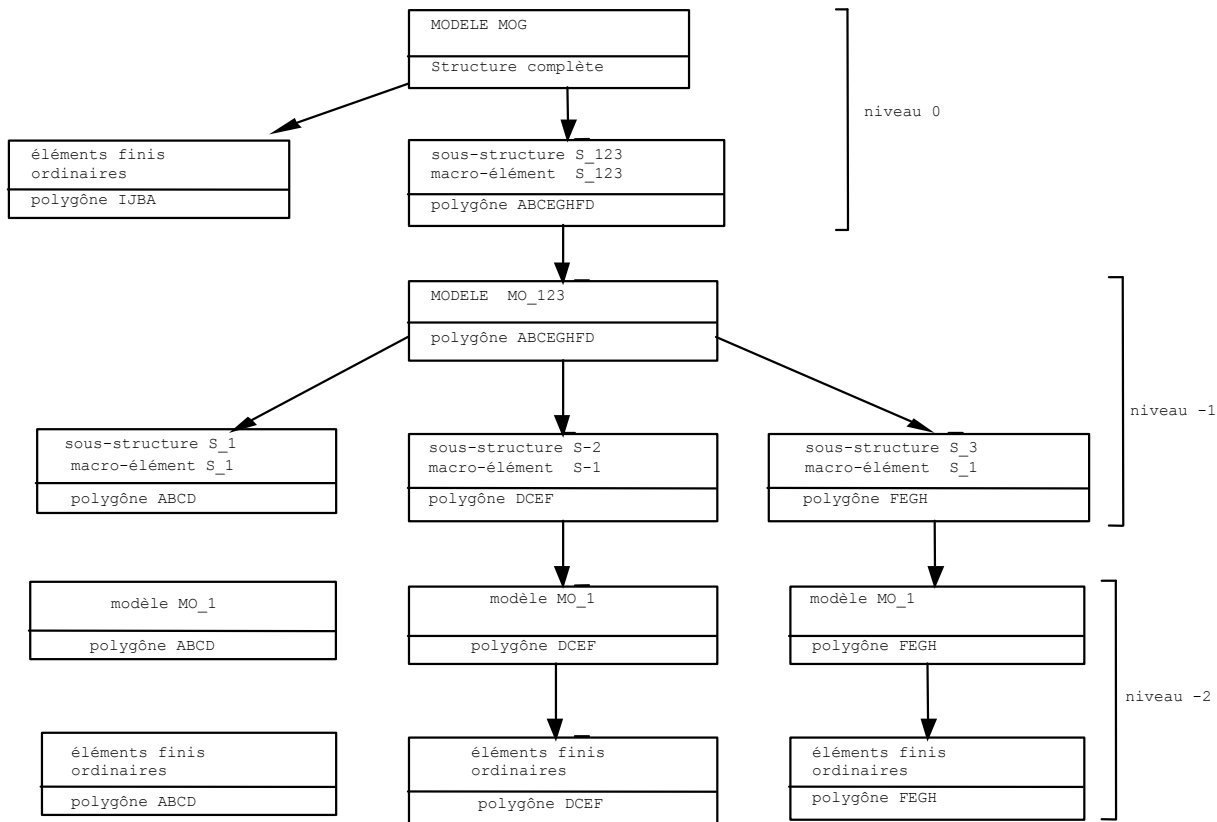 MODELE MOG
Structure complète
niveau 0
éléments finis
ordinaires
polygône IJBA
sous-structure S_123
macro-élément S_123
polygône ABCEGHFD
MODELE MO_123
polygône ABCEGHFD
niveau -1
sous-structure S_1
macro-élément S_1
polygône ABCD
sous-structure S-2
macro-élément S-1
polygône DCEF
sous-structure S_3
macro-élément S_1
polygône FEGH
modèle MO_1
polygône ABCD
modèle MO_1
polygône DCEF
modèle MO_1
polygône FEGH
niveau -2
éléments finis
ordinaires
polygône ABCD
éléments finis
ordinaires
polygône DCEF
éléments finis
ordinaires
polygône FEGH